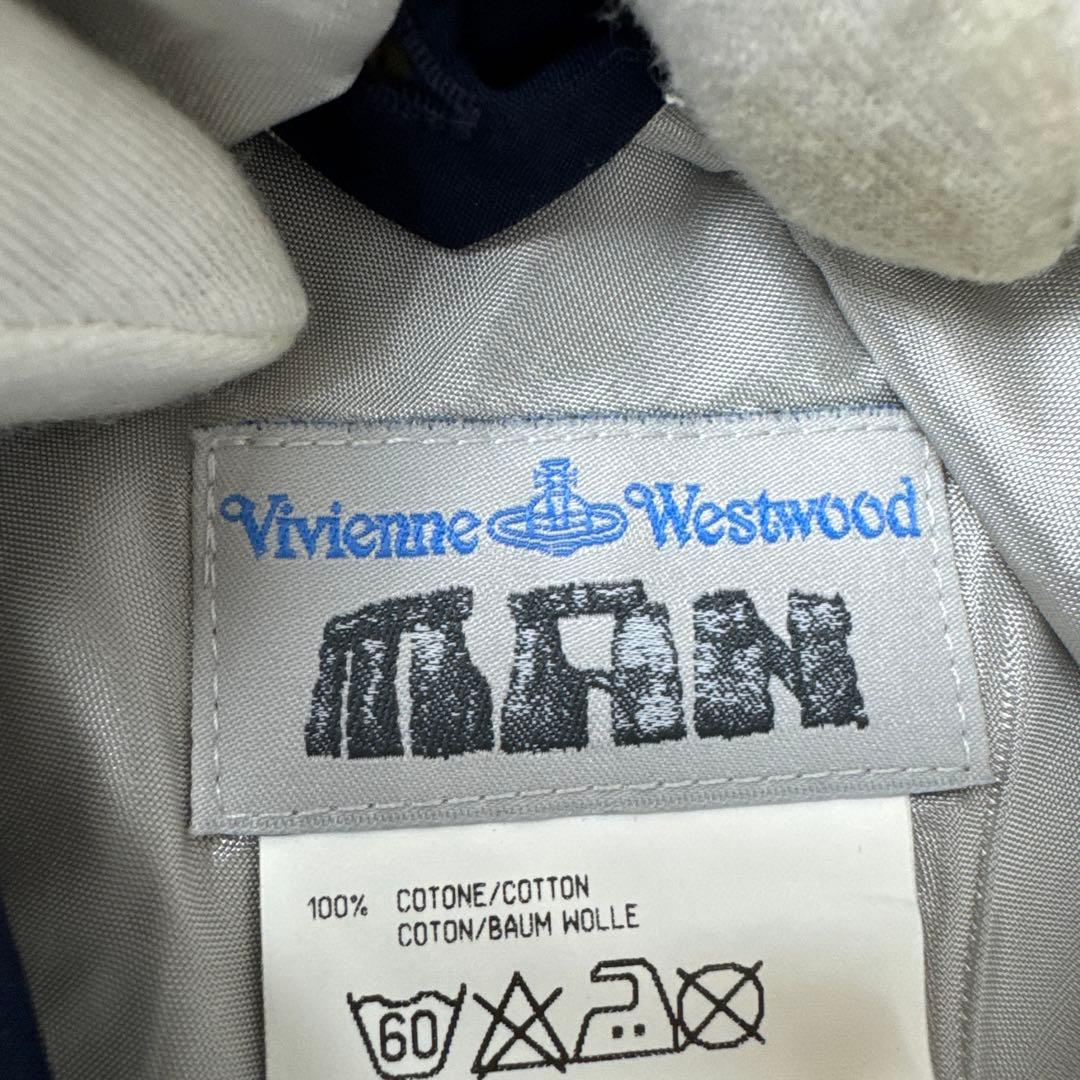 Vivienne Westwood
MAN
100% COTONE/COTTON
COTON/BAUM WOLLE
60